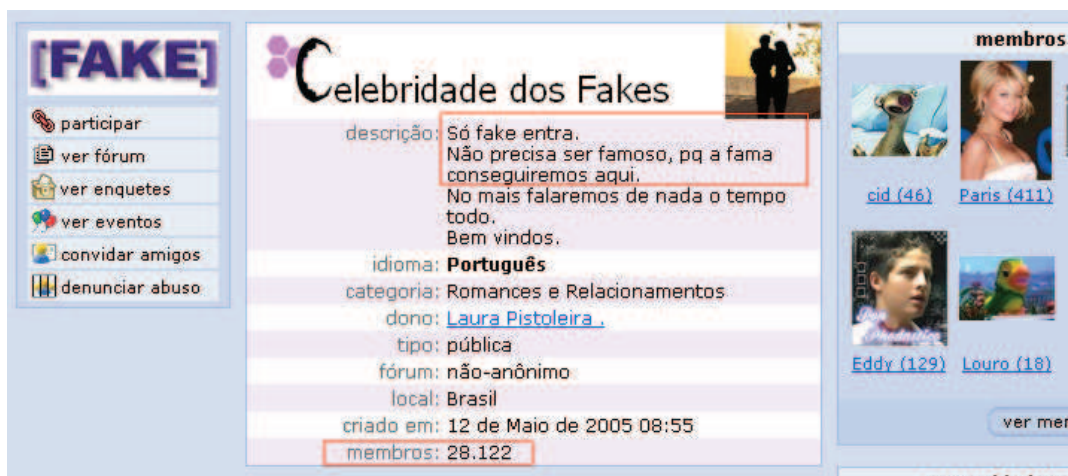 [FAKE]
participar
ver fórum
ver enquetes
ver eventos
convidar amigos
denunciar abuso
Celebridade dos Fakes
descrição: Só fake entra.
Não precisa ser famoso, pq a fama
conseguiremos aqui.
No mais falaremos de nada o tempo
todo.
Bem vindos.
idioma: Português
categoria: Romances e Relacionamentos
dono: Laura Pistoleira .
tipo: pública
fórum: não-anônimo
local: Brasil
criado em: 12 de Maio de 2005 08:55
membros: 28.122
membros
cid (46) Paris (411)
Eddy (129) Louro (18)
ver mem